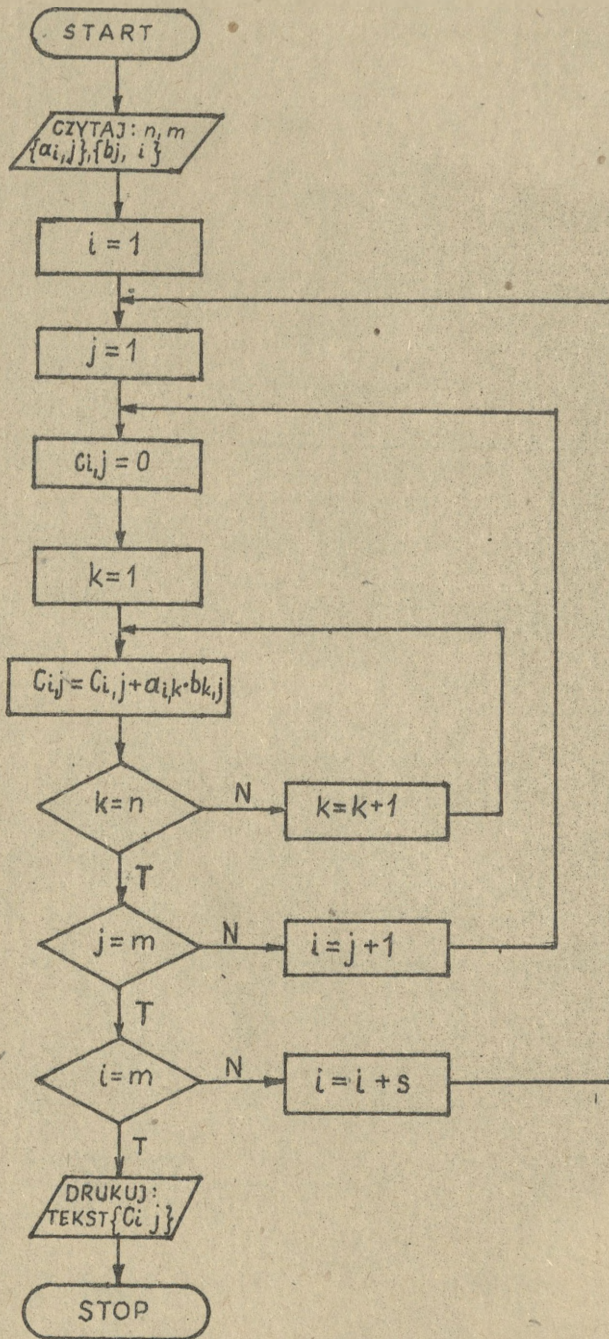 START
CZYTAJ: n, m
{ai,j},{bj, i}
i = 1
j = 1
Ci,j = 0
k = 1
Ci,j = Ci,j + ai,k · bk,j
k = n
N
k = k + 1
T
j = m
N
i = j + 1
T
i = m
N
i = i + s
T
DRUKUJ:
TEKST{Ci j}
STOP